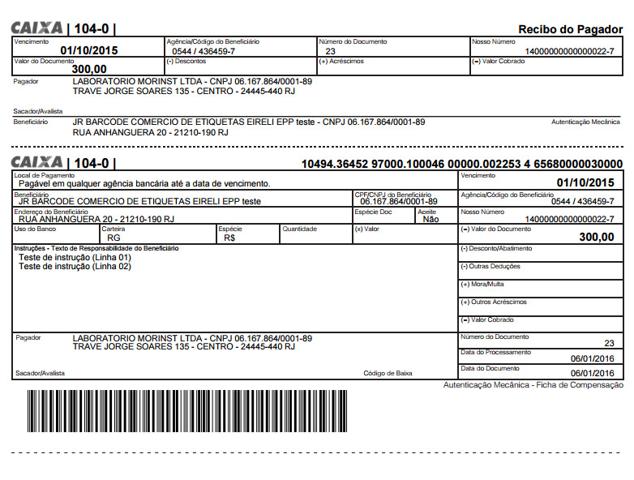 CAIXA | 104-0 | Recibo do Pagador
Vencimento Agência/Código do Beneficiário Número do Documento Nosso Número
01/10/2015 0544 / 436459-7 23 14000000000000022-7
Valor do Documento (-) Descontos (+) Acréscimos (=) Valor Cobrado
300,00
Pagador LABORATORIO MORINST LTDA - CNPJ 06.167.864/0001-89
TRAVE JORGE SOARES 135 - CENTRO - 24445-440 RJ
Sacador/Avalista
Beneficiário JR BARCODE COMERCIO DE ETIQUETAS EIRELI EPP teste - CNPJ 06.167.864/0001-89 Autenticação Mecânica
RUA ANHANGUERA 20 - 21210-190 RJ
CAIXA | 104-0 | 10494.36452 97000.100046 00000.002253 4 65680000030000
Local de Pagamento Vencimento
Pagável em qualquer agência bancária até a data de vencimento. 01/10/2015
Beneficiário CPF/CNPJ do Beneficiário Agência/Código do Beneficiário
JR BARCODE COMERCIO DE ETIQUETAS EIRELI EPP teste 06.167.864/0001-89 0544 / 436459-7
Endereço do Beneficiário Espécie Doc Aceite Nosso Número
RUA ANHANGUERA 20 - 21210-190 RJ Não 14000000000000022-7
Uso do Banco Carteira Espécie Quantidade (x) Valor (=) Valor do Documento
RG R$ 300,00
Instruções - Texto de Responsabilidade do Beneficiário (-) Desconto/Abatimento
Teste de instrução (Linha 01)
Teste de instrução (Linha 02)
(-) Outras Deduções
(+) Mora/Multa
(+) Outros Acréscimos
(=) Valor Cobrado
Pagador LABORATORIO MORINST LTDA - CNPJ 06.167.864/0001-89 Número do Documento
TRAVE JORGE SOARES 135 - CENTRO - 24445-440 RJ 23
Data do Processamento
06/01/2016
Sacador/Avalista Código de Baixa Data do Documento
06/01/2016
Autenticação Mecânica - Ficha de Compensação